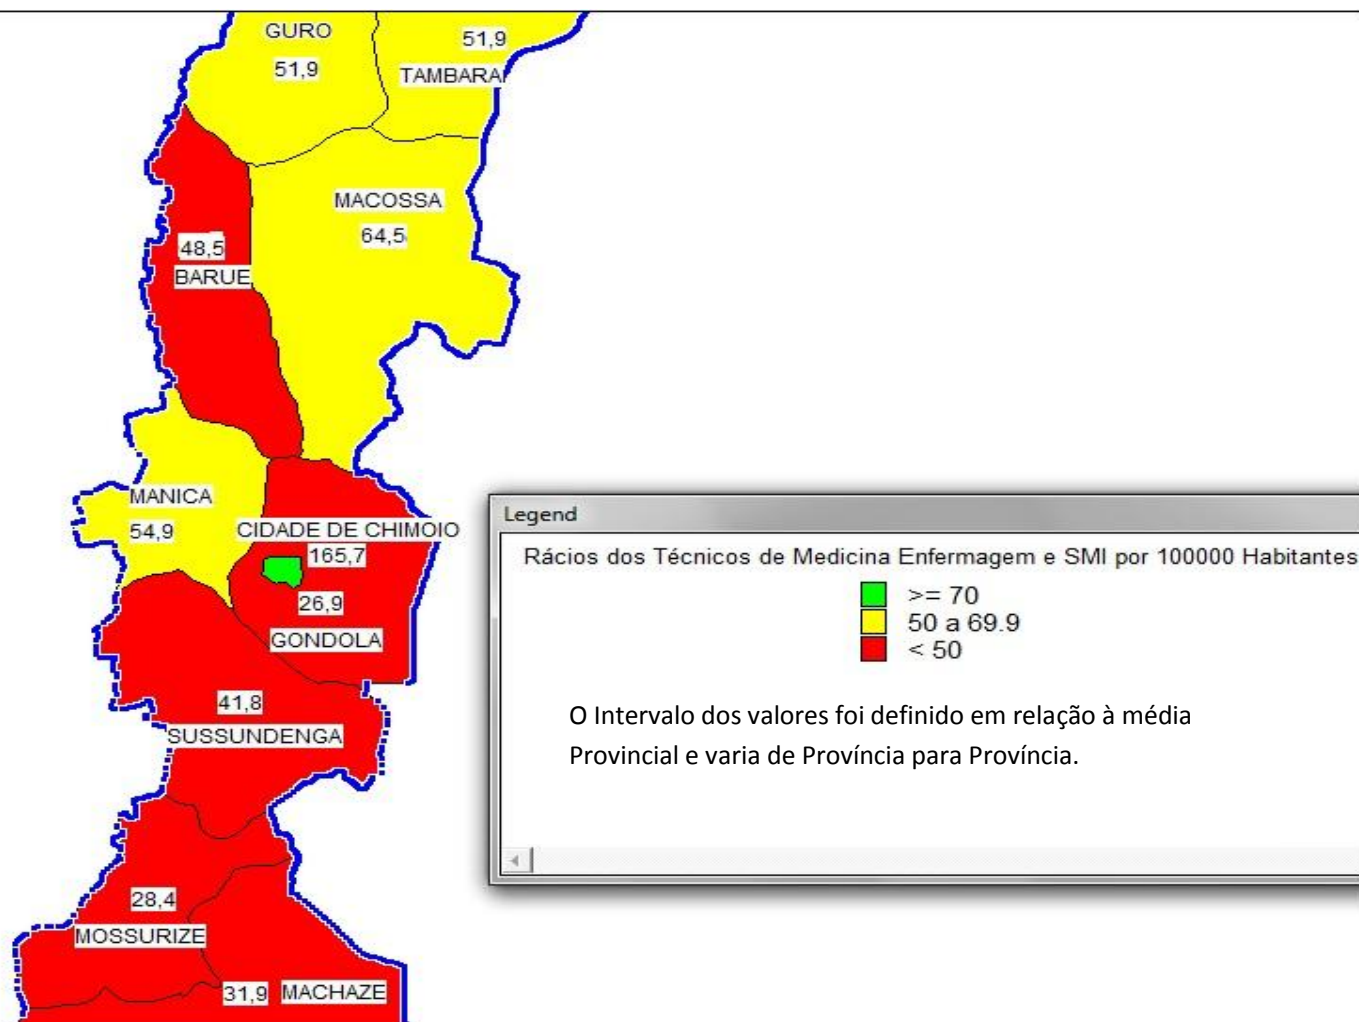 GURO
51,9
51,9
TAMBARA
MACOSSA
64,5
48,5
BARUE
MANICA
54,9
CIDADE DE CHIMOIO
165,7
26,9
GONDOLA
41,8
SUSSUNDENGA
28,4
MOSSURIZE
31,9 MACHAZE
Legend
Rácios dos Técnicos de Medicina Enfermagem e SMI por 100000 Habitantes
>= 70
50 a 69.9
< 50
O Intervalo dos valores foi definido em relação à média
Provincial e varia de Província para Província.